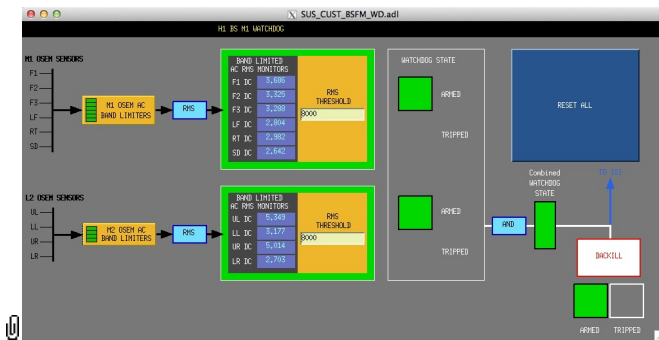 SUS_CUST_BSFM_WD.adl
H1 BS M1 WATCHDOG
M1 OSEM SENSORS
F1
F2
F3
LF
RT
SD
M1 OSEM AC
BAND LIMITERS
RMS
BAND LIMITED
AC RMS MONITORS
F1 DC 3,686
F2 DC 3,325
F3 DC 3,288
LF DC 2,804
RT DC 2,982
SD DC 2,642
RMS
THRESHOLD
8000
WATCHDOG STATE
ARMED
TRIPPED
RESET ALL
L2 OSEM SENSORS
UL
LL
UR
LR
M2 OSEM AC
BAND LIMITERS
RMS
BAND LIMITED
AC RMS MONITORS
UL DC 5,349
LL DC 3,177
UR DC 5,014
LR DC 2,703
RMS
THRESHOLD
8000
ARMED
TRIPPED
AND
Combined
WATCHDOG
STATE
TO IOP
DACKILL
ARMED
TRIPPED